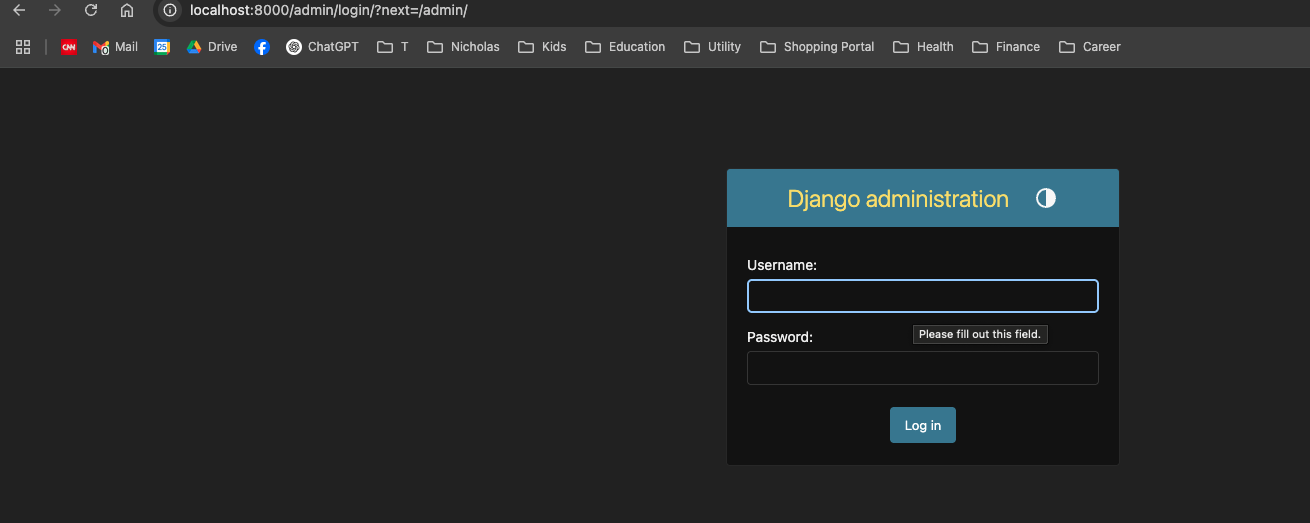 localhost:8000/admin/login/?next=/admin/
CNN Mail 25 Drive ChatGPT T Nicholas Kids Education Utility Shopping Portal Health Finance Career
Django administration
Username:
Please fill out this field.
Password:
Log in